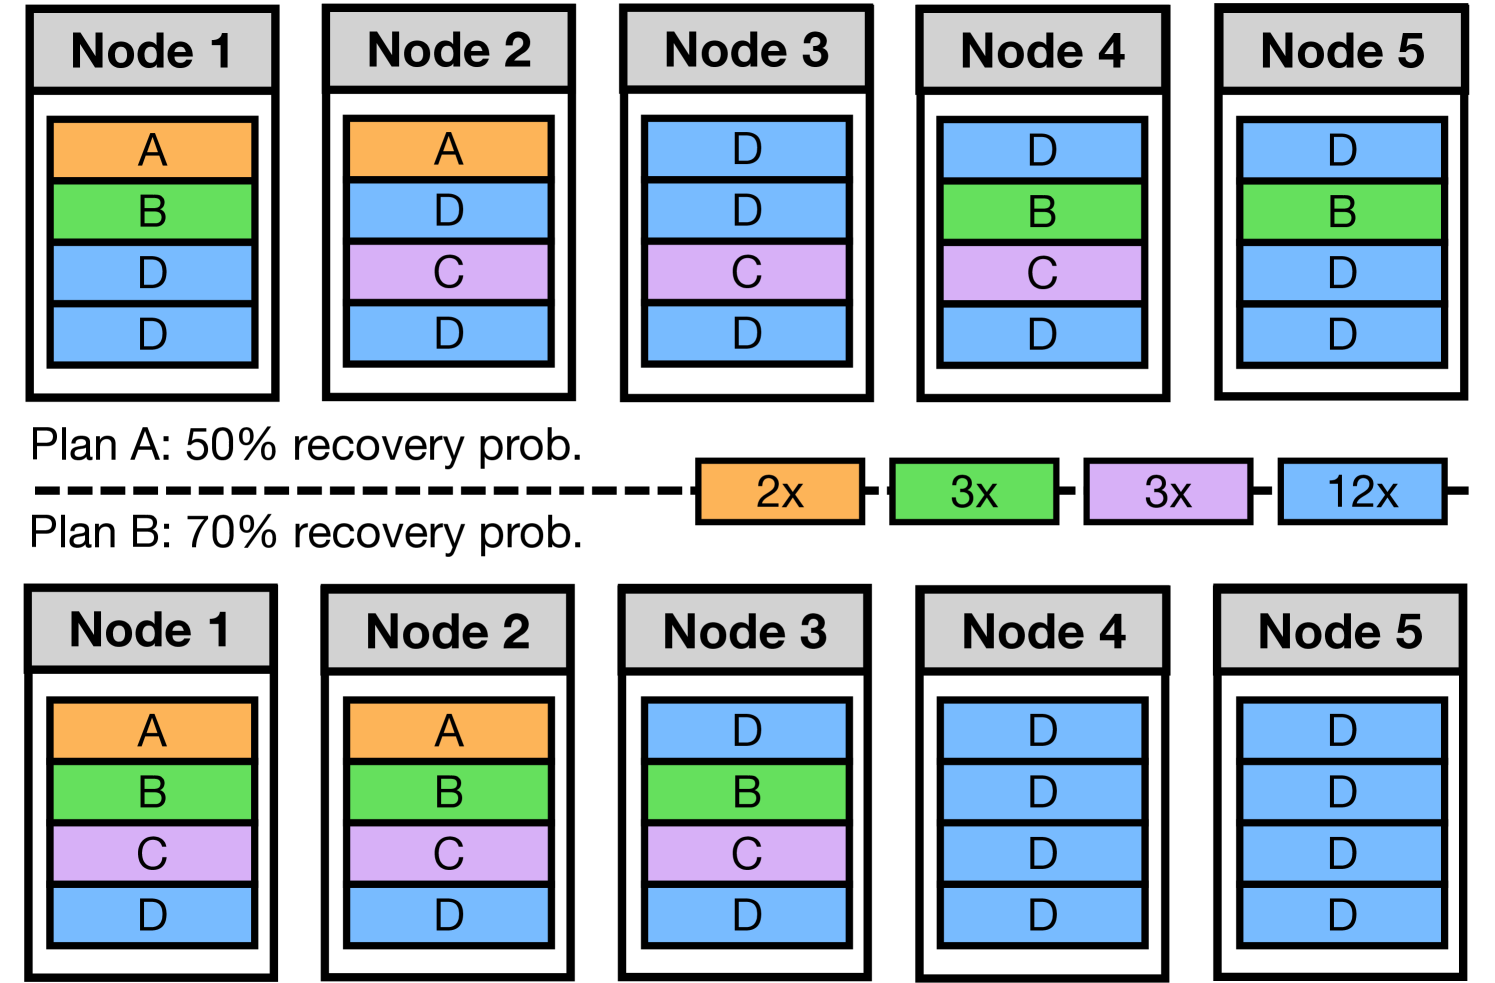 Node 1 Node 2 Node 3 Node 4 Node 5
A A D D D
B D D B B
D C C C D
D D D D D
Plan A: 50% recovery prob.
2x 3x 3x 12x
Plan B: 70% recovery prob.
Node 1 Node 2 Node 3 Node 4 Node 5
A A D D D
B B B D D
C C C D D
D D D D D